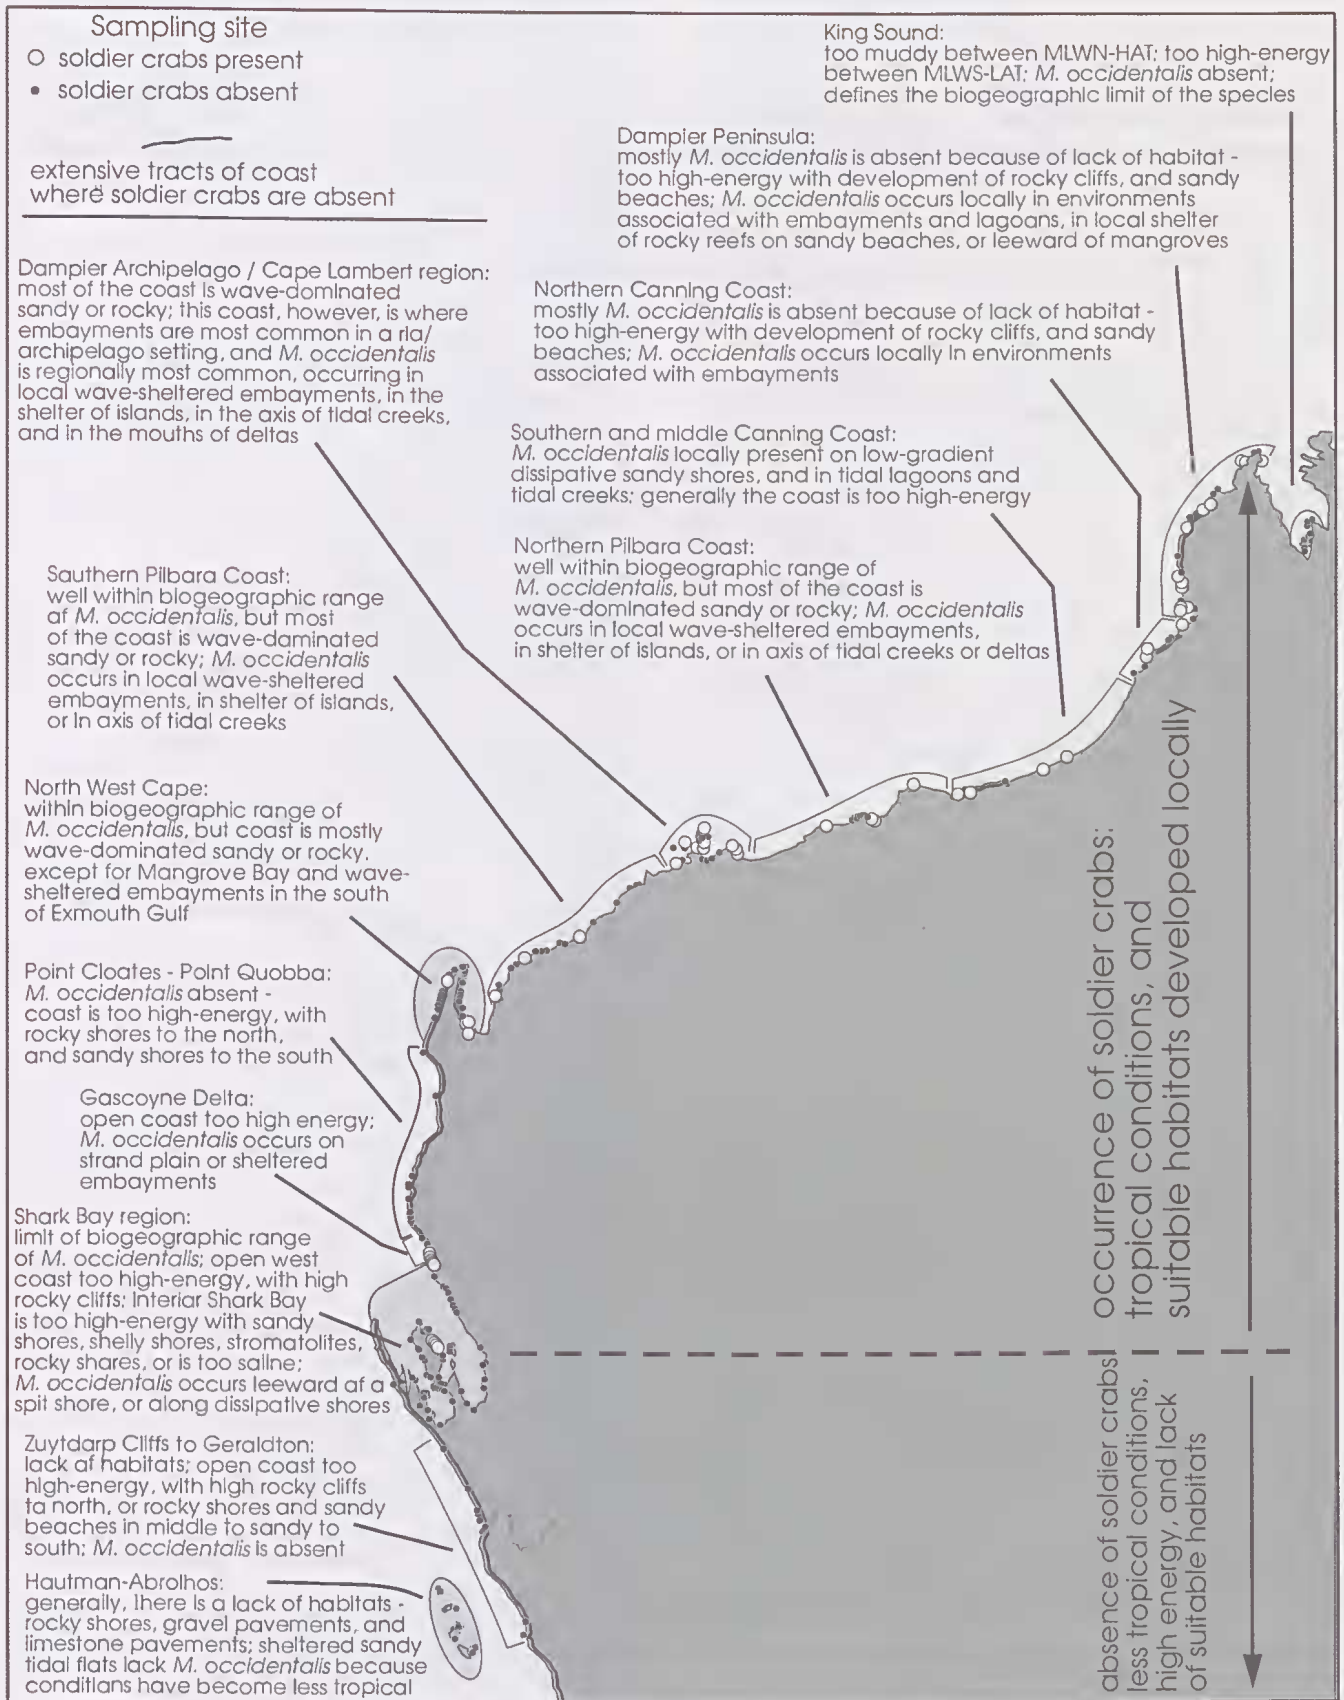 Sampling site
soldier crabs present
soldier crabs absent
extensive tracts of coast
where soldier crabs are absent
King Sound:
too muddy between MLWN-HAT; too high-energy
between MLWS-LAT; M. occidentalis absent;
defines the biogeographic limit of the species
Dampier Peninsula:
mostly M. occidentalis is absent because of lack of habitat -
too high-energy with development of rocky cliffs, and sandy
beaches; M. occidentalis occurs locally in environments
associated with embayments and lagoans, in local shelter
of rocky reefs on sandy beaches, or leeward of mangroves
Dampier Archipelago / Cape Lambert region:
most of the coast is wave-dominated
sandy or rocky; this coast, however, is where
embayments are most common in a ria/
archipelago setting, and M. occidentalis
is regionally most common, occurring in
local wave-sheltered embayments, in the
shelter of islands, in the axis of tidal creeks,
and in the mouths of deltas
Northern Canning Coast:
mostly M. occidentalis is absent because of lack of habitat -
too high-energy with development of rocky cliffs, and sandy
beaches; M. occidentalis occurs locally in environments
associated with embayments
Southern and middle Canning Coast:
M. occidentalis locally present on low-gradient
dissipative sandy shores, and in tidal lagoons and
tidal creeks; generally the coast is too high-energy
Northern Pilbara Coast:
well within biogeographic range of
M. occidentalis, but most of the coast is
wave-dominated sandy or rocky; M. occidentalis
occurs in local wave-sheltered embayments,
in shelter of islands, or in axis of tidal creeks or deltas
Sauthern Pilbara Coast:
well within biogeographic range
af M. occidentalis, but most
of the coast is wave-daminated
sandy or rocky; M. occidentalis
occurs in local wave-sheltered
embayments, in shelter of islands,
or in axis of tidal creeks
North West Cape:
within biogeographic range of
M. occidentalis, but coast is mostly
wave-dominated sandy or rocky,
except for Mangrove Bay and wave-
sheltered embayments in the south
of Exmouth Gulf
Point Cloates - Point Quobba:
M. occidentalis absent -
coast is too high-energy, with
rocky shores to the north,
and sandy shores to the south
Gascoyne Delta:
open coast too high energy;
M. occidentalis occurs on
strand plain or sheltered
embayments
Shark Bay region:
limit of biogeographic range
of M. occidentalis; open west
coast too high-energy, with high
rocky cliffs; Interiar Shark Bay
is too high-energy with sandy
shores, shelly shores, stromatolites,
rocky shares, or is too saline;
M. occidentalis occurs leeward af a
spit shore, or along dissipative shores
Zuytdarp Cliffs to Geraldton:
lack af habitats; open coast too
high-energy, with high rocky cliffs
ta north, or rocky shores and sandy
beaches in middle to sandy to
south; M. occidentalis is absent
Hautman-Abrolhos:
generally, lhere is a lack of habitats -
rocky shores, gravel pavements, and
limestone pavements; sheltered sandy
tidal flats lack M. occidentalis because
conditians have become less tropical
occurrence of soldier crabs:
tropical conditions, and
suitable habitats developed locally
absence of soldier crabs
less tropical conditions,
high energy, and lack
of suitable habitats